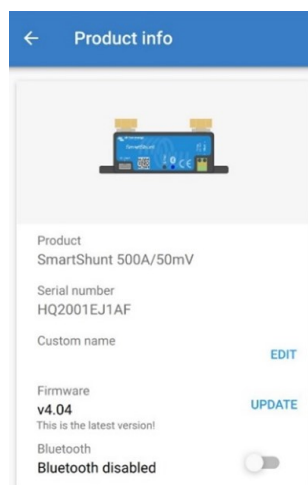 Product info
SmartShunt
Product
SmartShunt 500A/50mV
Serial number
HQ2001EJ1AF
Custom name
EDIT
Firmware
v4.04
UPDATE
This is the latest version!
Bluetooth
Bluetooth disabled